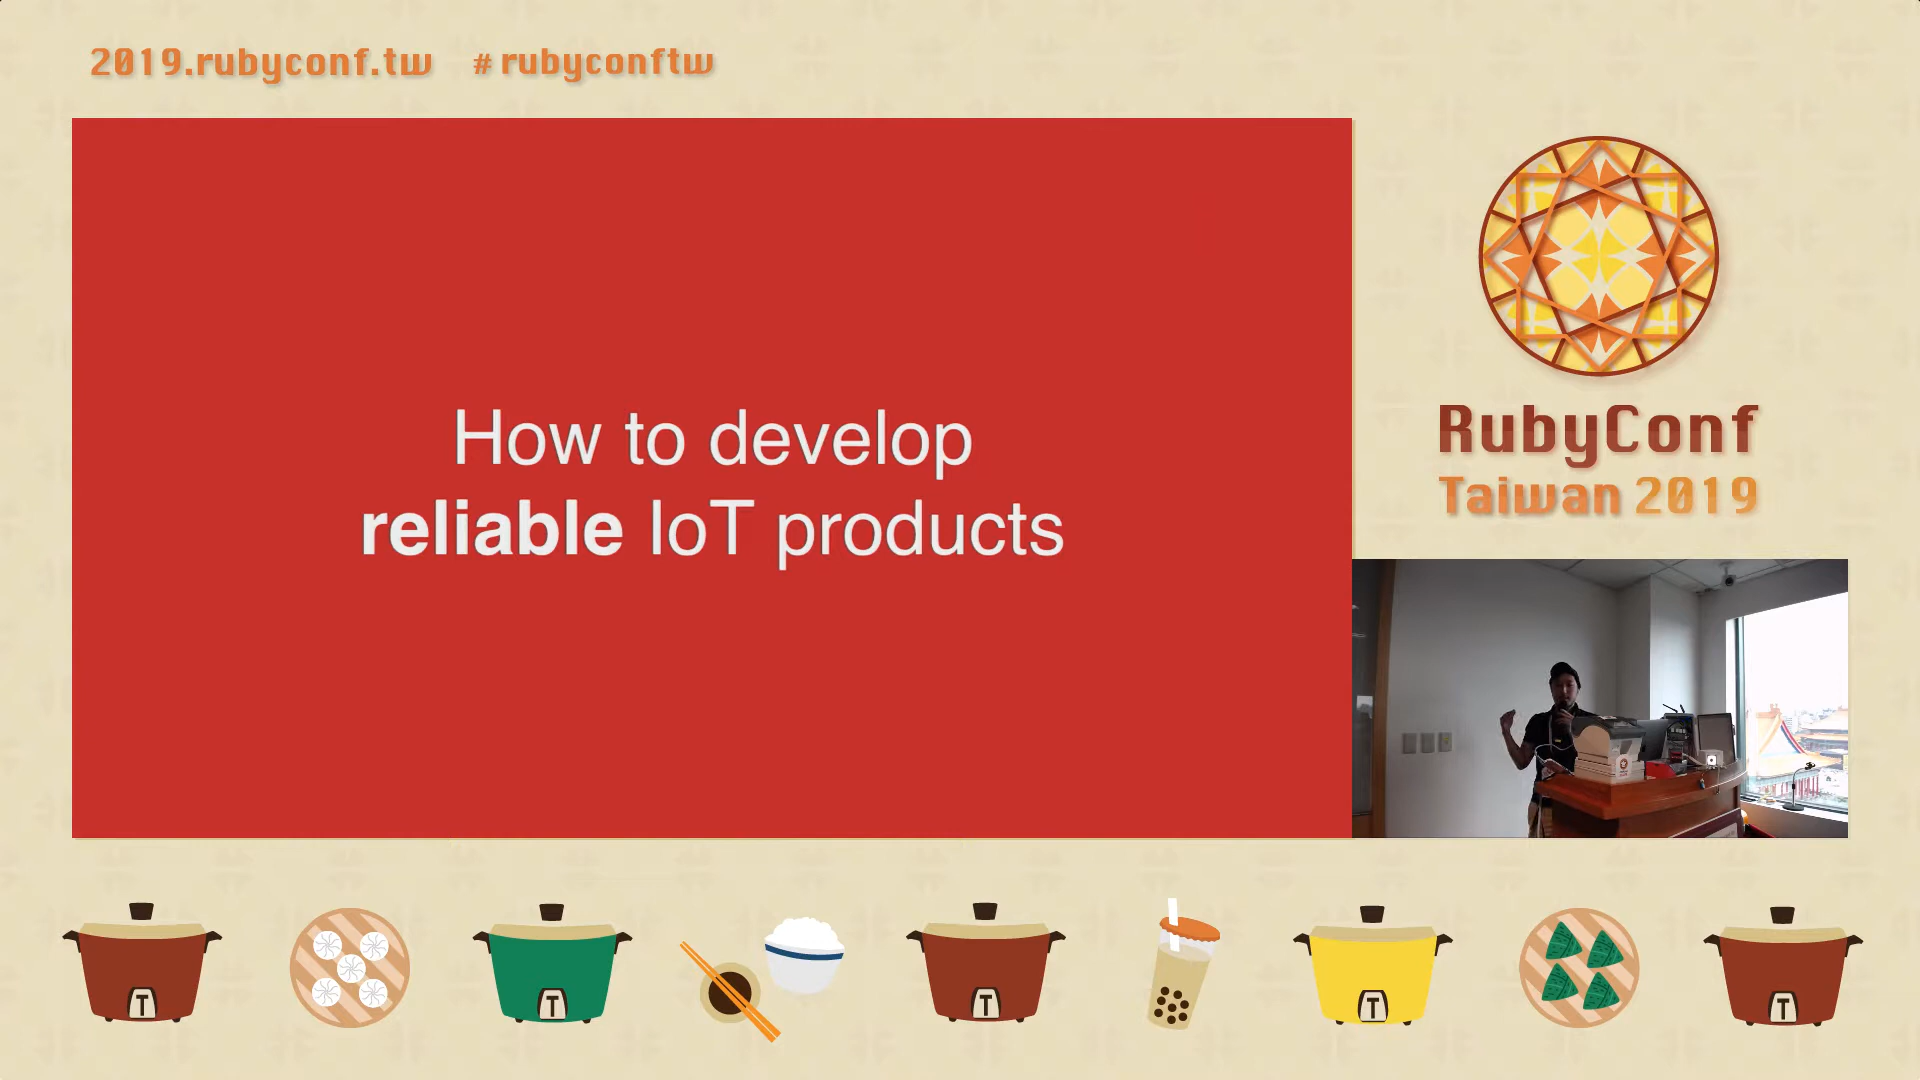 2019.rubyconf.tw #rubyconftw
How to develop
reliable IoT products
RubyConf
Taiwan 2019
T
T
T
T
T